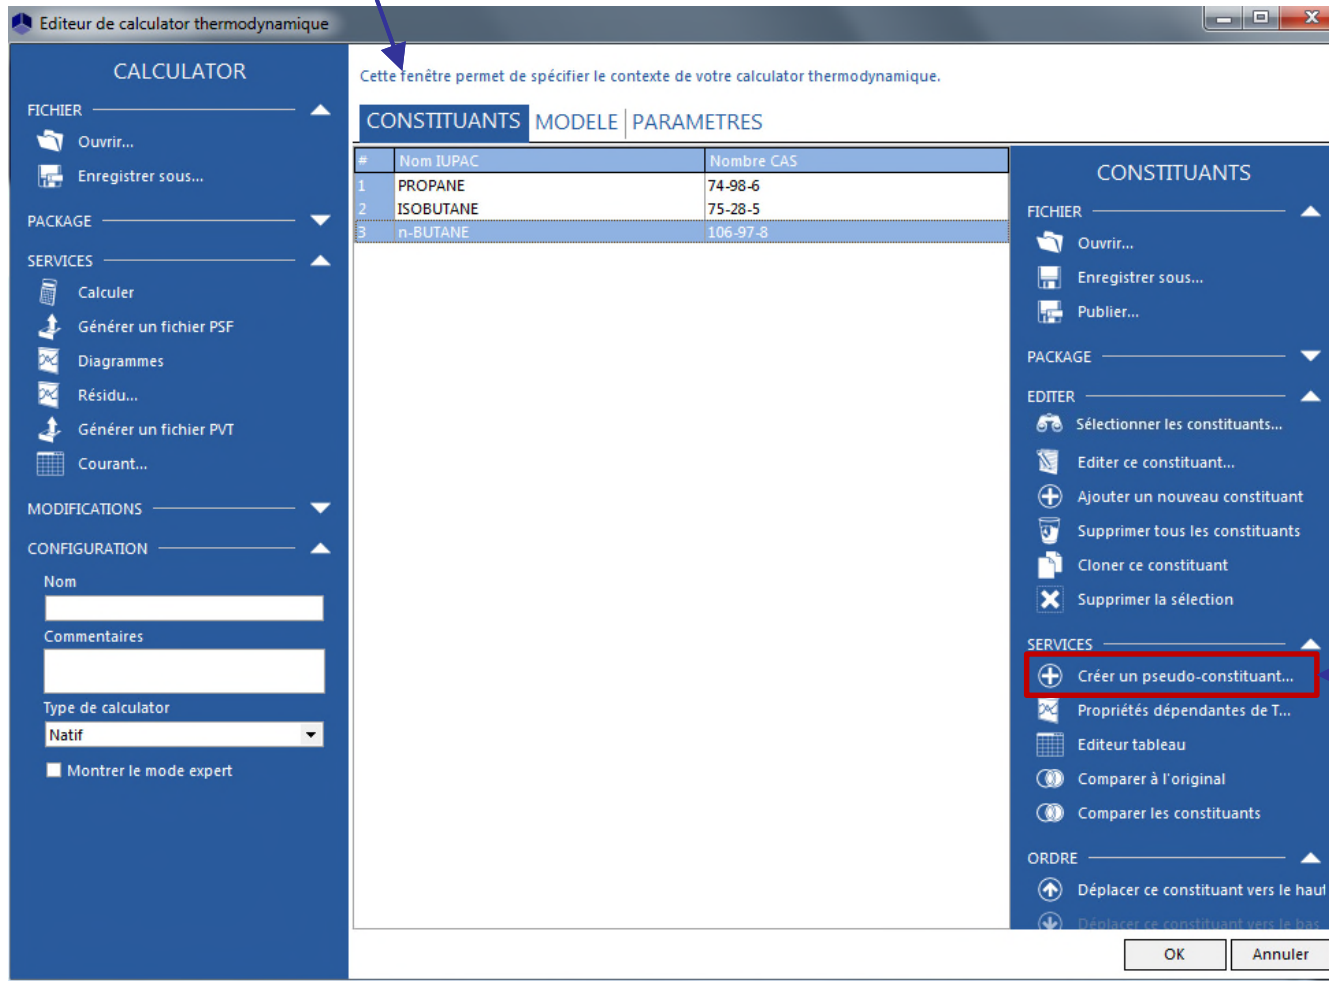 Editeur de calculator thermodynamique
CALCULATOR
FICHIER
Ouvrir...
Enregistrer sous...
PACKAGE
SERVICES
Calculer
Générer un fichier PSF
Diagrammes
Résidu...
Générer un fichier PVT
Courant...
MODIFICATIONS
CONFIGURATION
Nom
Commentaires
Type de calculator
Natif
Montrer le mode expert
Cette fenêtre permet de spécifier le contexte de votre calculator thermodynamique.
CONSTITUANTS MODELE PARAMETRES
# Nom IUPAC Nombre CAS
1 PROPANE 74-98-6
2 ISOBUTANE 75-28-5
3 n-BUTANE 106-97-8
CONSTITUANTS
FICHIER
Ouvrir...
Enregistrer sous...
Publier...
PACKAGE
EDITER
Sélectionner les constituants...
Editer ce constituant...
Ajouter un nouveau constituant
Supprimer tous les constituants
Cloner ce constituant
Supprimer la sélection
SERVICES
Créer un pseudo-constituant...
Propriétés dépendantes de T...
Editeur tableau
Comparer à l'original
Comparer les constituants
ORDRE
Déplacer ce constituant vers le haut
Déplacer ce constituant vers le bas
OK Annuler